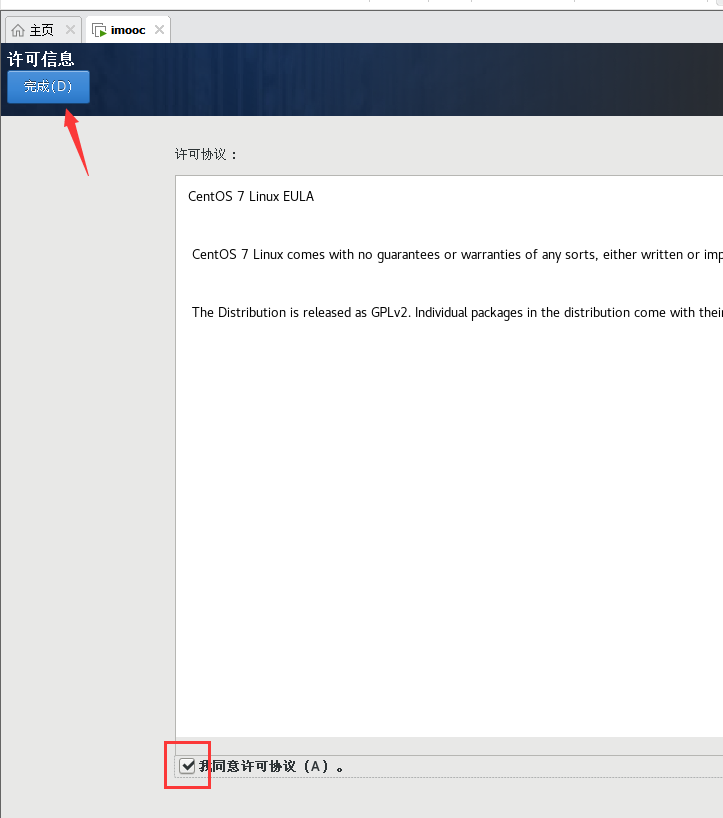 主页
imooc
许可信息
完成(D)
许可协议：
CentOS 7 Linux EULA
CentOS 7 Linux comes with no guarantees or warranties of any sorts, either written or imp
The Distribution is released as GPLv2. Individual packages in the distribution come with their
我同意许可协议（A）。